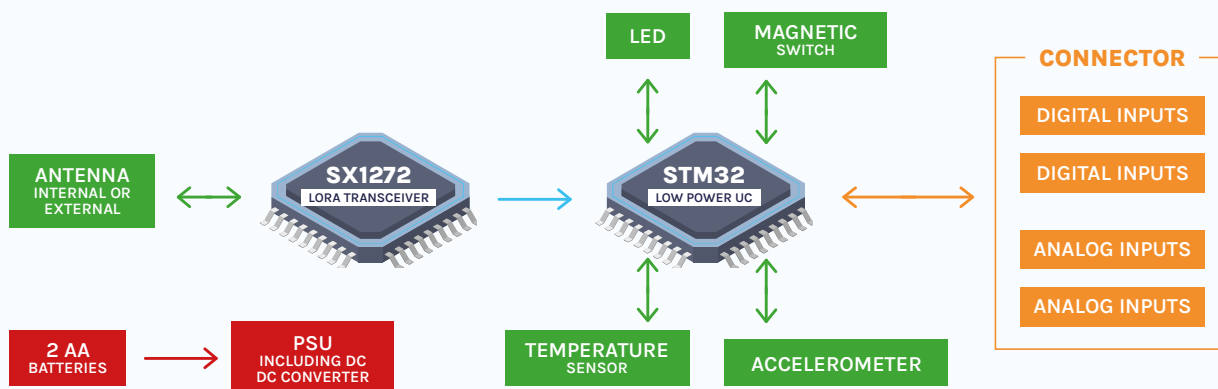 LED
MAGNETIC
SWITCH
CONNECTOR
DIGITAL INPUTS
DIGITAL INPUTS
ANALOG INPUTS
ANALOG INPUTS
ANTENNA
INTERNAL OR
EXTERNAL
SX1272
LORA TRANSCEIVER
STM32
LOW POWER UC
2 AA
BATTERIES
PSU
INCLUDING DC
DC CONVERTER
TEMPERATURE
SENSOR
ACCELEROMETER